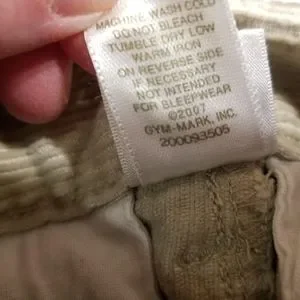 MACHINE WASH COLD
DO NOT BLEACH
TUMBLE DRY LOW
WARM IRON
ON REVERSE SIDE
IF NECESSARY
NOT INTENDED
FOR SLEEPWEAR
©2007
GYM-MARK, INC.
200093505